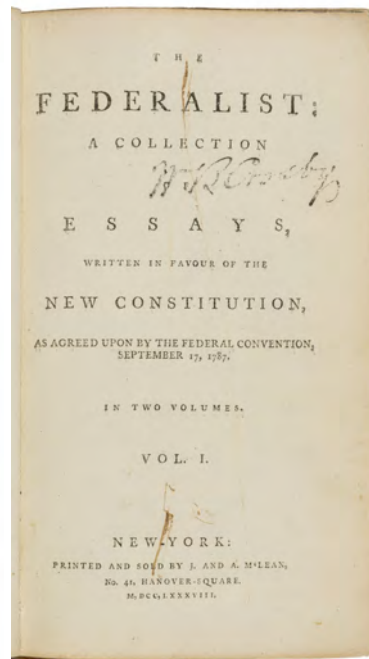 THE
FEDERALIST:
A COLLECTION
ESSAYS,
WRITTEN IN FAVOUR OF THE
NEW CONSTITUTION,
AS AGREED UPON BY THE FEDERAL CONVENTION,
SEPTEMBER 17, 1787.
IN TWO VOLUMES.
VOL. I.
NEW-YORK:
PRINTED AND SOLD BY J. AND A. M‘LEAN,
No. 41, HANOVER-SQUARE.
M,DCC,LXXXVIII.